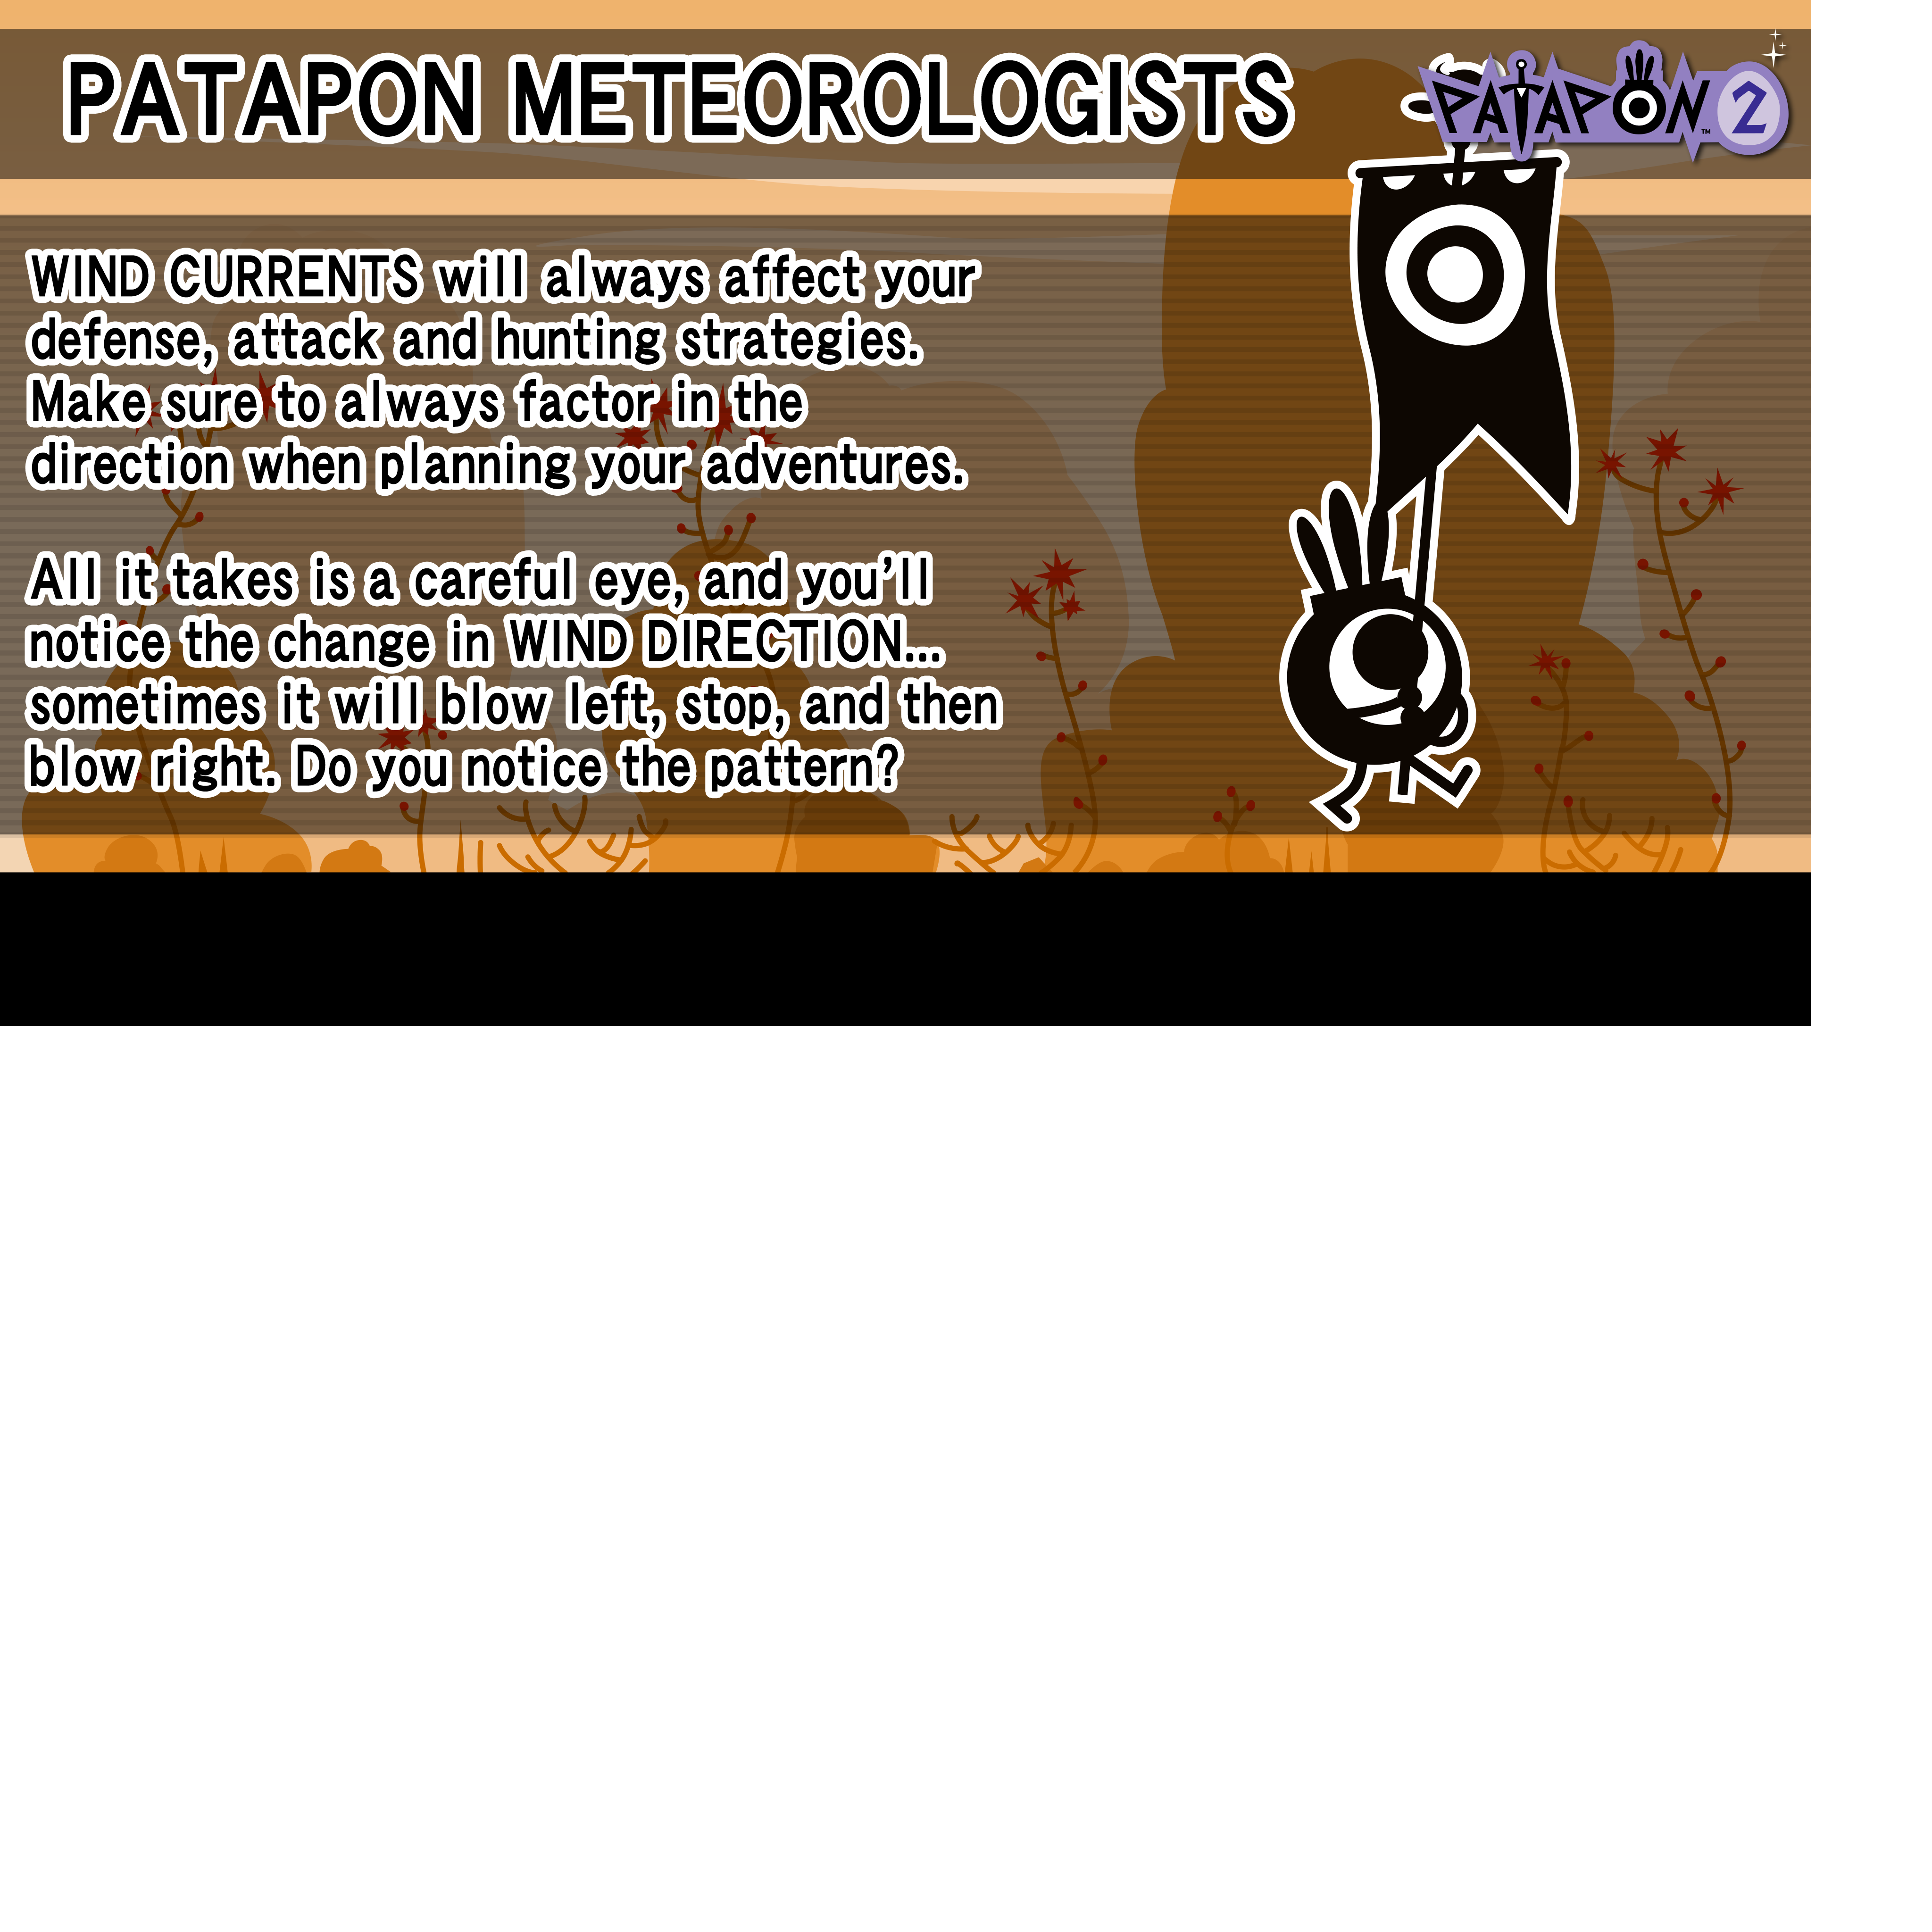 PATAPON METEOROLOGISTS
PATAPON™ 2
WIND CURRENTS will always affect your
defense, attack and hunting strategies.
Make sure to always factor in the
direction when planning your adventures.
All it takes is a careful eye, and you’ll
notice the change in WIND DIRECTION...
sometimes it will blow left, stop, and then
blow right. Do you notice the pattern?